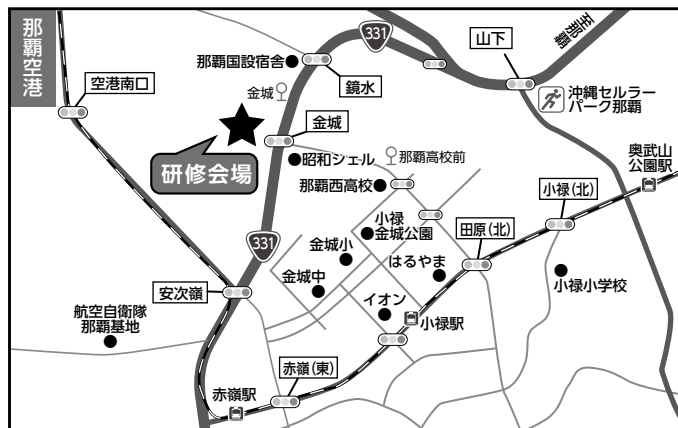 那覇空港
空港南口
那覇国設宿舎
鏡水
331
山下
至那覇
金城
沖縄セルラー
パーク那覇
金城
研修会場
昭和シェル
那覇高校前
那覇西高校
奥武山
公園駅
小禄(北)
小禄
金城公園
田原(北)
331
金城小
はるやま
金城中
小禄小学校
安次嶺
イオン
小禄駅
航空自衛隊
那覇基地
赤嶺(東)
赤嶺駅